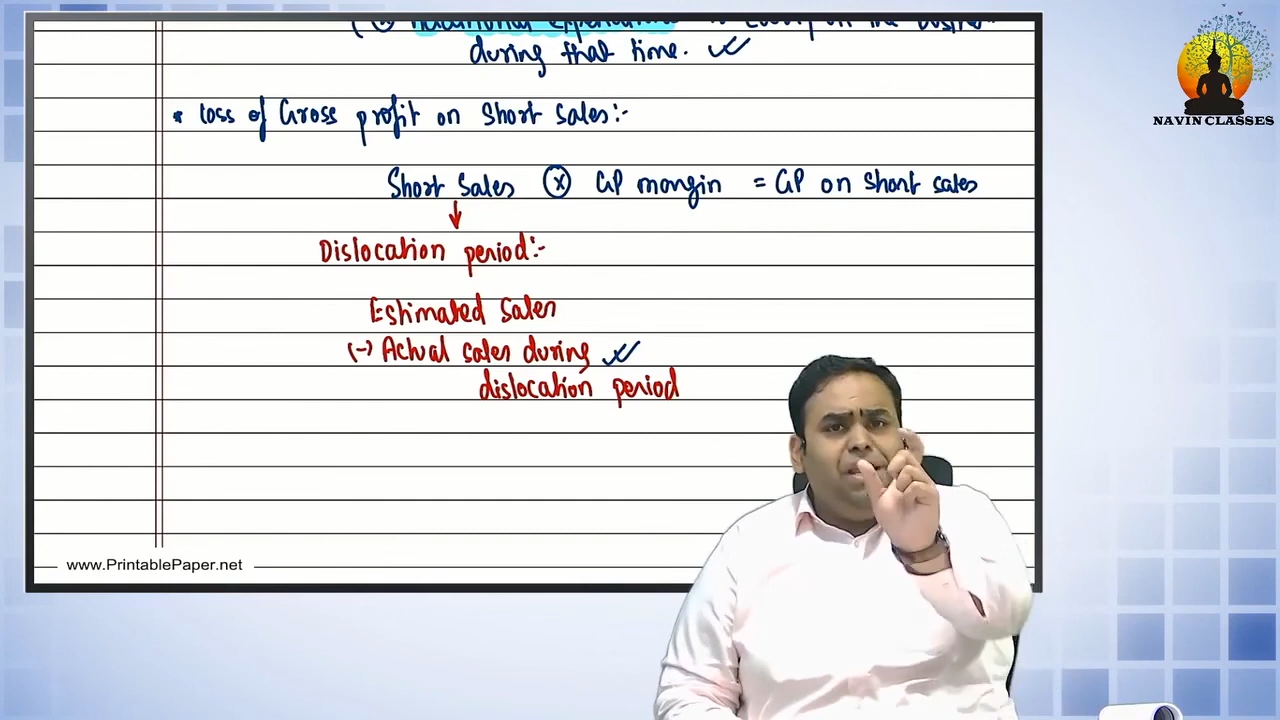 during that time.
* Loss of Gross profit on Short Sales:-
Short Sales ⓧ GP margin = GP on short sales
Dislocation period:-
Estimated Sales
(-) Actual sales during
dislocation period
www.PrintablePaper.net
NAVIN CLASSES